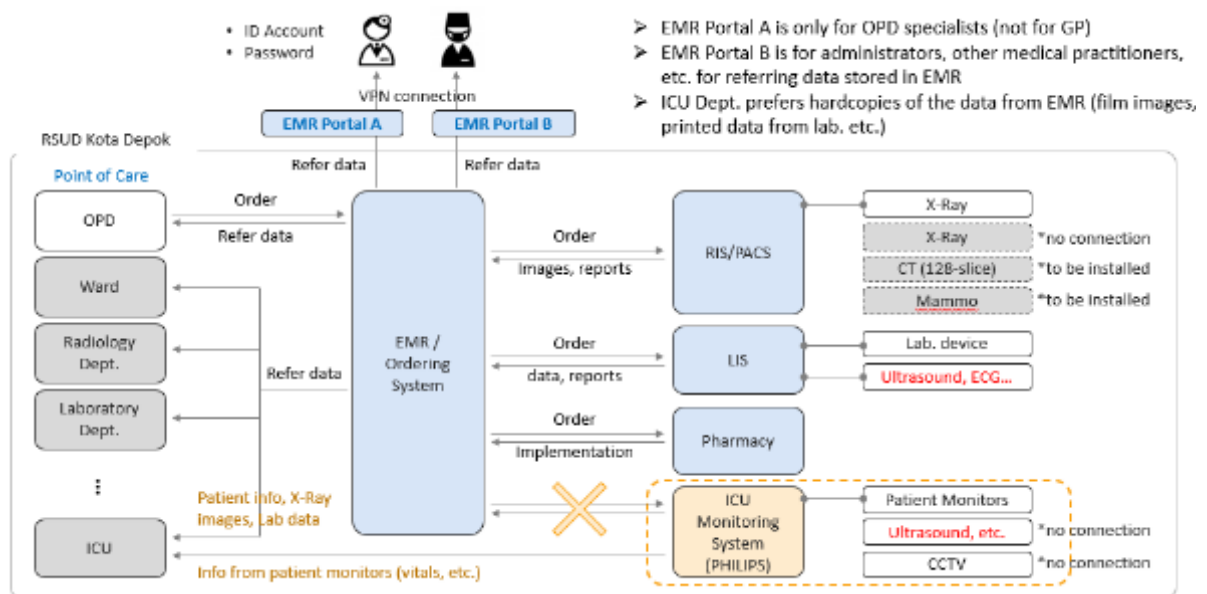 • ID Account
• Password
➢ EMR Portal A is only for OPD specialists (not for GP)
➢ EMR Portal B is for administrators, other medical practitioners,
etc. for referring data stored in EMR
➢ ICU Dept. prefers hardcopies of the data from EMR (film images,
printed data from lab. etc.)
VPN connection
EMR Portal A
EMR Portal B
RSUD Kota Depok
Refer data
Refer data
Point of Care
OPD
Order
Refer data
Ward
Radiology
Dept.
Laboratory
Dept.
⋮
ICU
Refer data
Patient info, X-Ray
images, Lab data
Info from patient monitors (vitals, etc.)
EMR /
Ordering
System
Order
Images, reports
RIS/PACS
X-Ray
X-Ray
*no connection
CT (128-slice)
*to be installed
Mammo
*to be installed
Order
data, reports
LIS
Lab. device
Ultrasound, ECG...
Order
Implementation
Pharmacy
ICU
Monitoring
System
(PHILIPS)
Patient Monitors
Ultrasound, etc.
*no connection
CCTV
*no connection